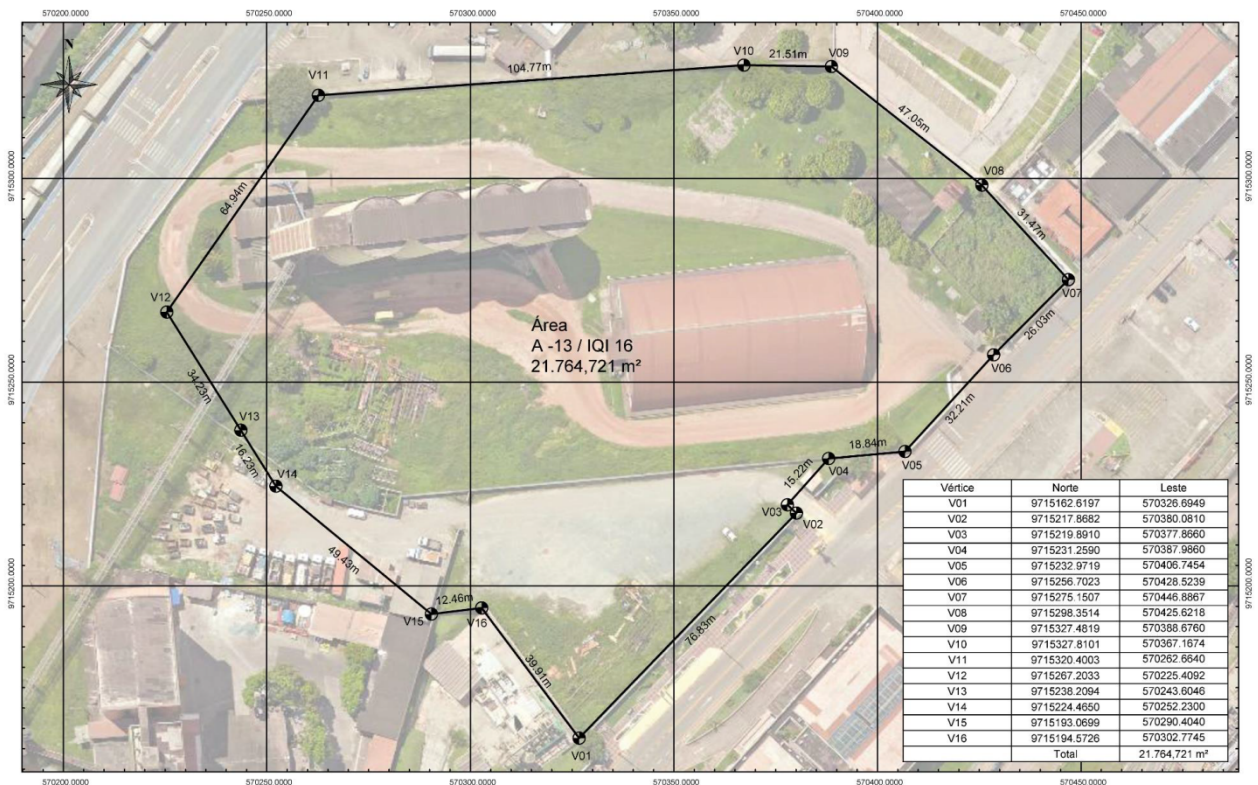 570200.0000 570250.0000 570300.0000 570350.0000 570400.0000 570450.0000
N
V10 21.51m V09
V11 104.77m
47.05m
9715300.0000 9715300.0000
V08
64.94m
31.47m
V12 V07
Área
A -13 / IQI 16
21.764,721 m²
26.03m
V06
9715250.0000 9715250.0000
34.23m
32.21m
V13
18.84m V05
V04
16.23m
V14
15.22m
V03 V02
49.43m
9715200.0000 9715200.0000
12.46m
V15 V16
76.83m
39.91m
V01
Vértice Norte Leste
V01 9715162.6197 570326.6949
V02 9715217.8682 570380.0810
V03 9715219.8910 570377.8660
V04 9715231.2590 570387.9860
V05 9715232.9719 570406.7454
V06 9715256.7023 570428.5239
V07 9715275.1507 570446.8867
V08 9715298.3514 570425.6218
V09 9715327.4819 570388.6760
V10 9715327.8101 570367.1674
V11 9715320.4003 570262.6640
V12 9715267.2033 570225.4092
V13 9715238.2094 570243.6046
V14 9715224.4650 570252.2300
V15 9715193.0699 570290.4040
V16 9715194.5726 570302.7745
Total 21.764,721 m²
570200.0000 570250.0000 570300.0000 570350.0000 570400.0000 570450.0000